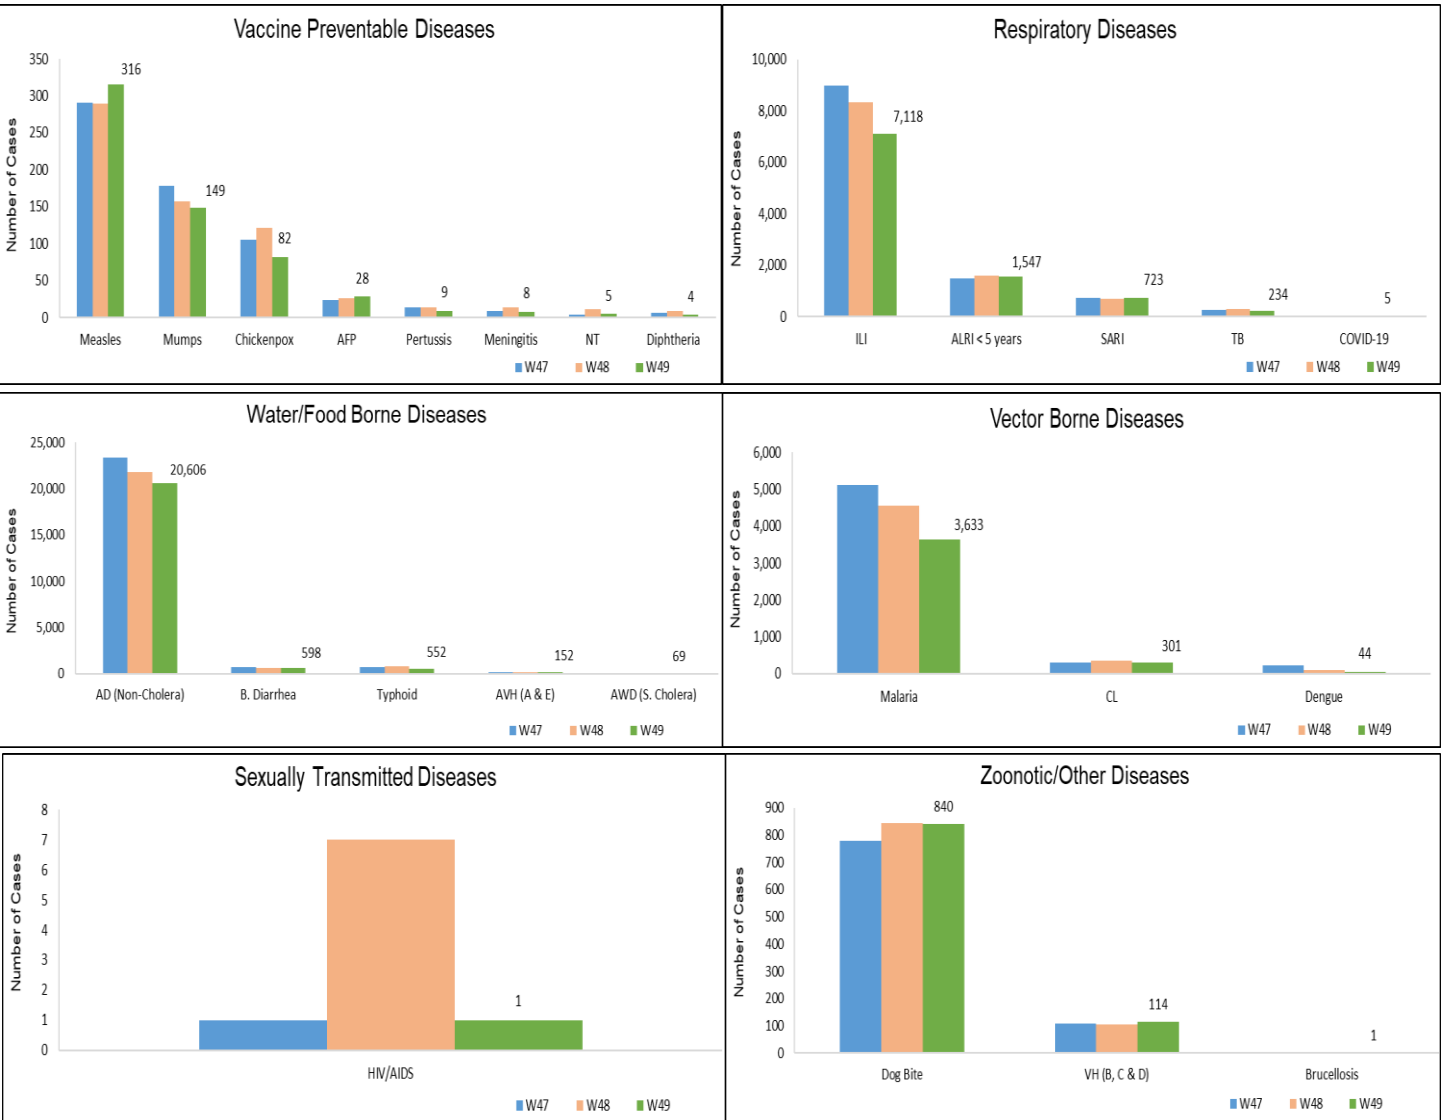 Vaccine Preventable Diseases
Number of Cases
350
300
250
200
150
100
50
0
316
149
82
28
9
8
5
4
Measles Mumps Chickenpox AFP Pertussis Meningitis NT Diphtheria
W47 W48 W49
Respiratory Diseases
Number of Cases
10,000
8,000
6,000
4,000
2,000
0
7,118
1,547
723
234
5
ILI ALRI < 5 years SARI TB COVID-19
W47 W48 W49
Water/Food Borne Diseases
Number of Cases
25,000
20,000
15,000
10,000
5,000
0
20,606
598
552
152
69
AD (Non-Cholera) B. Diarrhea Typhoid AVH (A & E) AWD (S. Cholera)
W47 W48 W49
Vector Borne Diseases
Number of Cases
6,000
5,000
4,000
3,000
2,000
1,000
0
3,633
301
44
Malaria CL Dengue
W47 W48 W49
Sexually Transmitted Diseases
Number of Cases
8
7
6
5
4
3
2
1
0
1
HIV/AIDS
W47 W48 W49
Zoonotic/Other Diseases
Number of Cases
900
800
700
600
500
400
300
200
100
0
840
114
1
Dog Bite VH (B, C & D) Brucellosis
W47 W48 W49